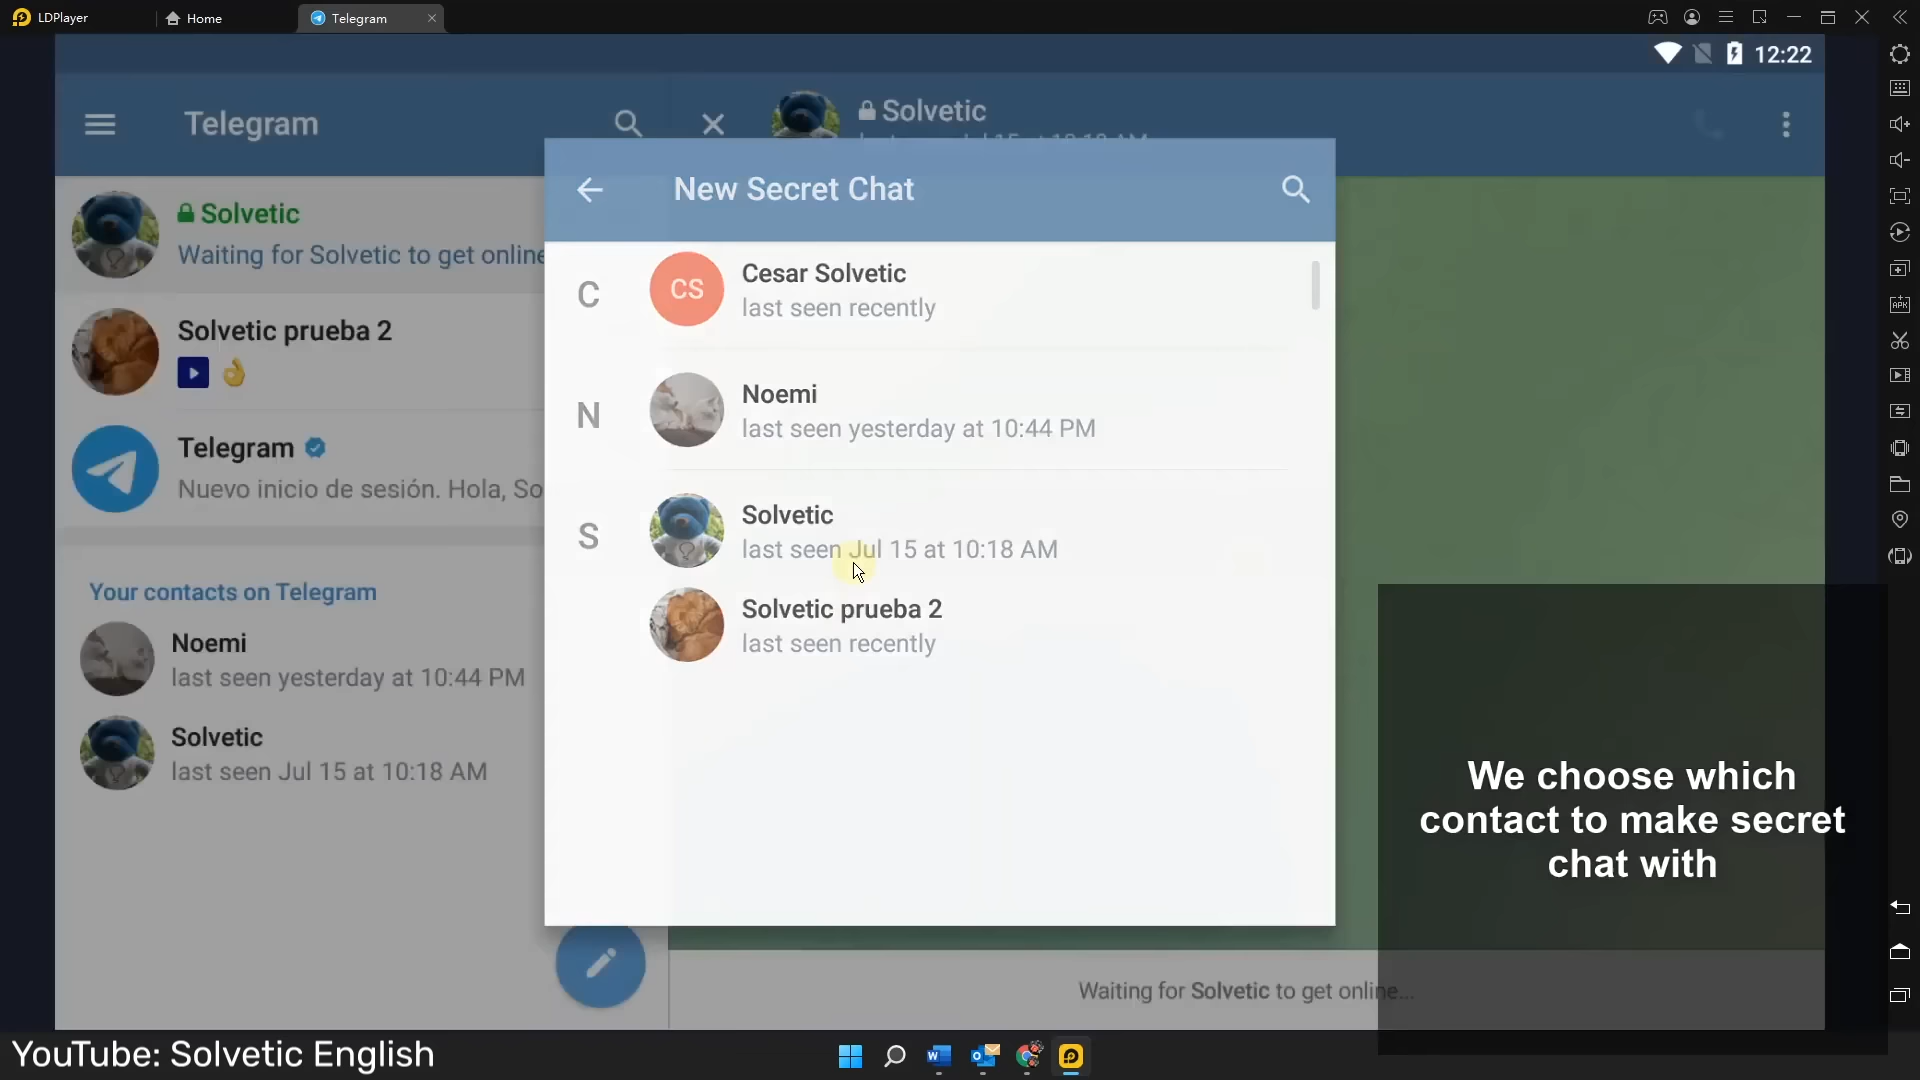 LDPlayer
Home
Telegram
12:22
Telegram
Solvetic
Solvetic
Waiting for Solvetic to get online
Solvetic prueba 2
Telegram
Nuevo inicio de sesión. Hola, So
Your contacts on Telegram
Noemi
last seen yesterday at 10:44 PM
Solvetic
last seen Jul 15 at 10:18 AM
New Secret Chat
C
CS
Cesar Solvetic
last seen recently
N
Noemi
last seen yesterday at 10:44 PM
S
Solvetic
last seen Jul 15 at 10:18 AM
Solvetic prueba 2
last seen recently
We choose which
contact to make secret
chat with
Waiting for Solvetic to get online...
APK
YouTube: Solvetic English